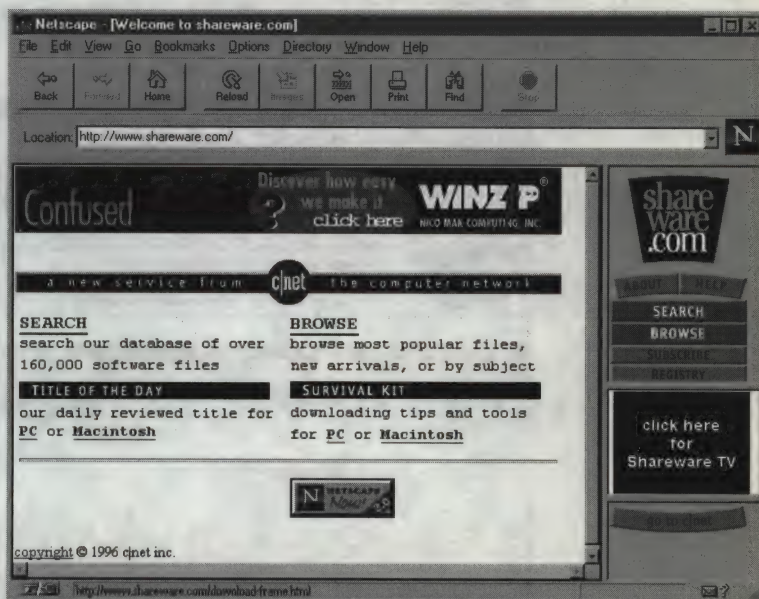 Netscape - [Welcome to shareware.com]
File Edit View Go Bookmarks Options Directory Window Help
Back Forward Home Reload Images Open Print Find Stop
Location: http://www.shareware.com/
N
Confused
?
Discover how easy
we make it
click here
WINZIP®
NICO MAK COMPUTING, INC.
a new service from c|net the computer network
SEARCH
search our database of over
160,000 software files
BROWSE
browse most popular files,
new arrivals, or by subject
TITLE OF THE DAY
our daily reviewed title for
PC or Macintosh
SURVIVAL KIT
downloading tips and tools
for PC or Macintosh
N NETSCAPE
Now!
copyright © 1996 c|net inc.
share
ware
.com
ABOUT HELP
SEARCH
BROWSE
SUBSCRIBE
REGISTRY
click here
for
Shareware TV
go to c|net
http://www.shareware.com/download-frame.html
?